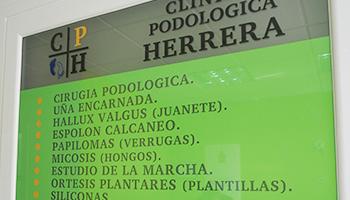 CLINI
PODOLOGICA
HERRERA
C P
H
CIRUGIA PODOLOGICA.
UÑA ENCARNADA.
HALLUX VALGUS (JUANETE).
ESPOLON CALCANEO.
PAPILOMAS (VERRUGAS).
MICOSIS (HONGOS).
ESTUDIO DE LA MARCHA.
ORTESIS PLANTARES (PLANTILLAS).
SILICONAS.